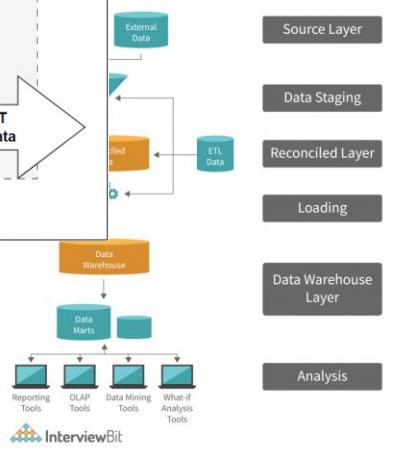 External
Data
Source Layer
Data Staging
T
ata
ciled
a
ETL
Data
Reconciled Layer
Loading
Data
Warehouse
Data Warehouse
Layer
Data
Marts
Analysis
Reporting
Tools
OLAP
Tools
Data Mining
Tools
What-if
Analysis
Tools
InterviewBit